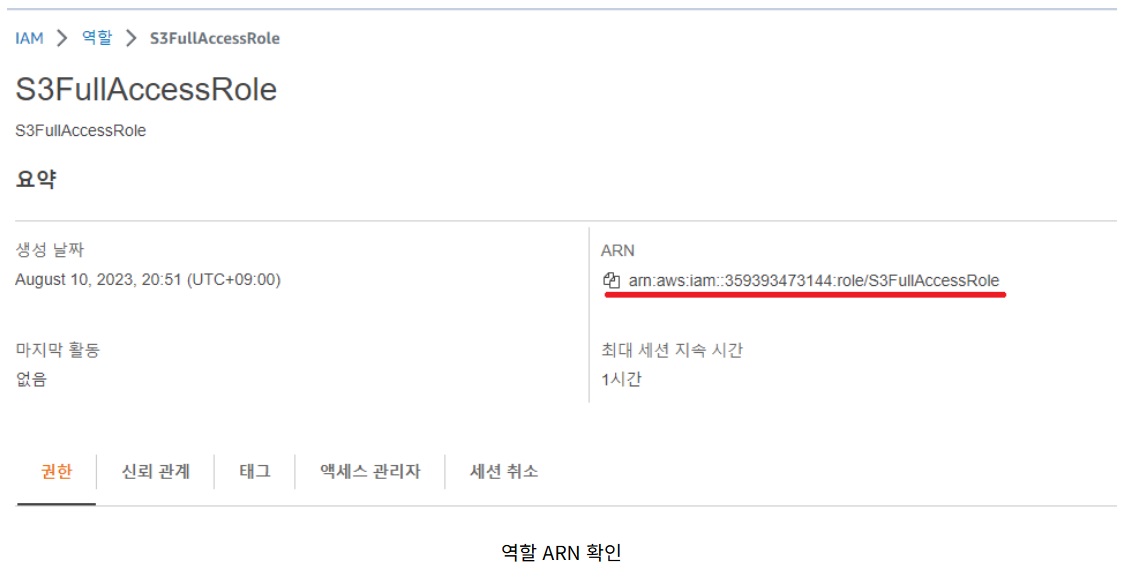 IAM > 역할 > S3FullAccessRole
S3FullAccessRole
S3FullAccessRole
요약
생성 날짜
August 10, 2023, 20:51 (UTC+09:00)
ARN
arn:aws:iam::359393473144:role/S3FullAccessRole
마지막 활동
없음
최대 세션 지속 시간
1시간
권한 신뢰 관계 태그 액세스 관리자 세션 취소
역할 ARN 확인